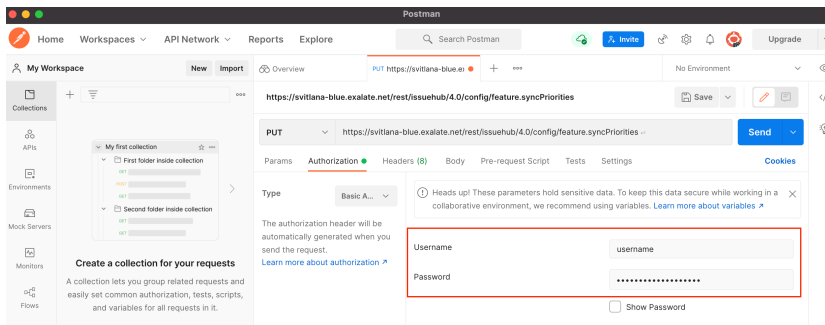 Postman
Home Workspaces API Network Reports Explore Search Postman Invite Upgrade
My Workspace New Import Overview PUT https://svitlana-blue.ex No Environment
Collections
APIs
Environments
Mock Servers
Monitors
Flows
My first collection
First folder inside collection
GET
POST
GET
Second folder inside collection
GET
GET
Create a collection for your requests
A collection lets you group related requests and
easily set common authorization, tests, scripts,
and variables for all requests in it.
https://svitlana-blue.exalate.net/rest/issuehub/4.0/config/feature.syncPriorities Save
PUT https://svitlana-blue.exalate.net/rest/issuehub/4.0/config/feature.syncPriorities Send
Params Authorization Headers (8) Body Pre-request Script Tests Settings Cookies
Type Basic A...
The authorization header will be
automatically generated when you
send the request.
Learn more about authorization ↗
Heads up! These parameters hold sensitive data. To keep this data secure while working in a
collaborative environment, we recommend using variables. Learn more about variables ↗
Username username
Password •••••••••••••••••••
Show Password